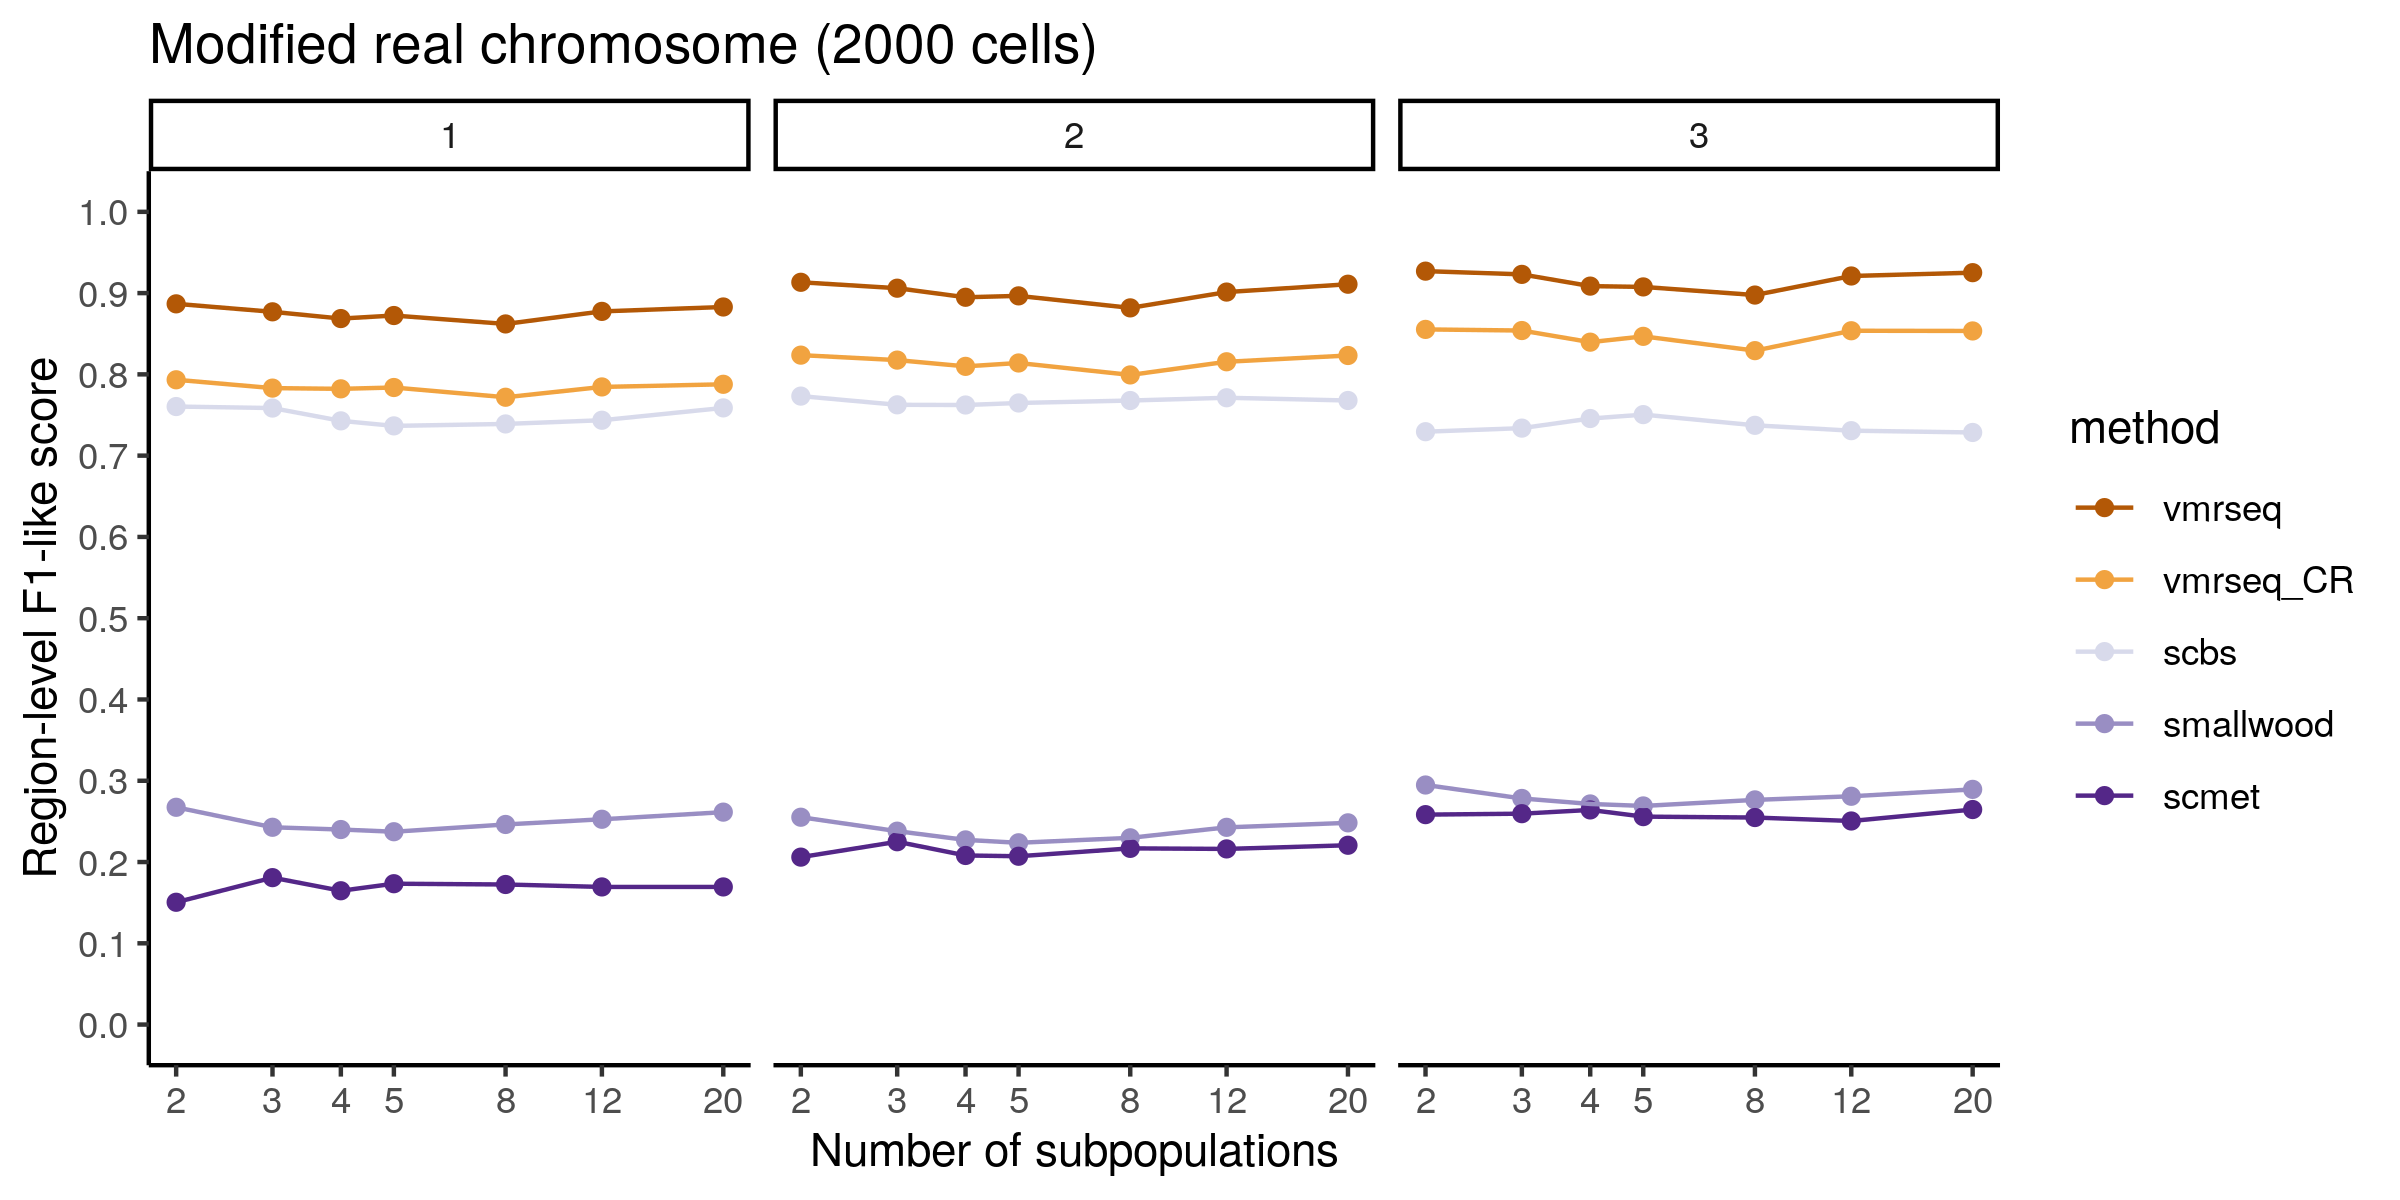 Modified real chromosome (2000 cells)
1
2
3
Region-level F1-like score
1.0
0.9
0.8
0.7
0.6
0.5
0.4
0.3
0.2
0.1
0.0
2 3 4 5 8 12 20
2 3 4 5 8 12 20
2 3 4 5 8 12 20
Number of subpopulations
method
vmrseq
vmrseq_CR
scbs
smallwood
scmet